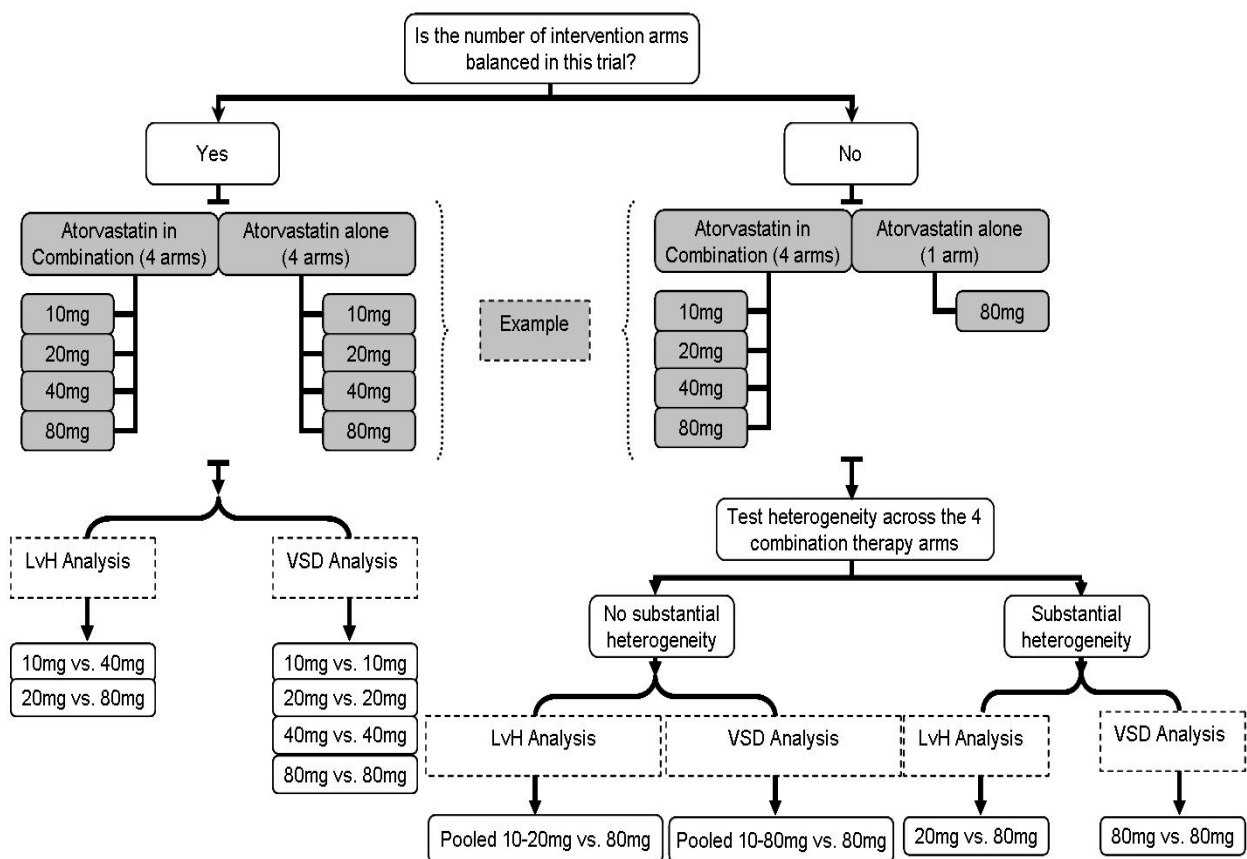 Is the number of intervention arms
balanced in this trial?
Yes
No
Atorvastatin in
Combination (4 arms)
Atorvastatin alone
(4 arms)
10mg
20mg
40mg
80mg
10mg
20mg
40mg
80mg
Example
Atorvastatin in
Combination (4 arms)
Atorvastatin alone
(1 arm)
10mg
20mg
40mg
80mg
80mg
LvH Analysis
VSD Analysis
10mg vs. 40mg
20mg vs. 80mg
10mg vs. 10mg
20mg vs. 20mg
40mg vs. 40mg
80mg vs. 80mg
Test heterogeneity across the 4
combination therapy arms
No substantial
heterogeneity
Substantial
heterogeneity
LvH Analysis
VSD Analysis
LvH Analysis
VSD Analysis
Pooled 10-20mg vs. 80mg
Pooled 10-80mg vs. 80mg
20mg vs. 80mg
80mg vs. 80mg